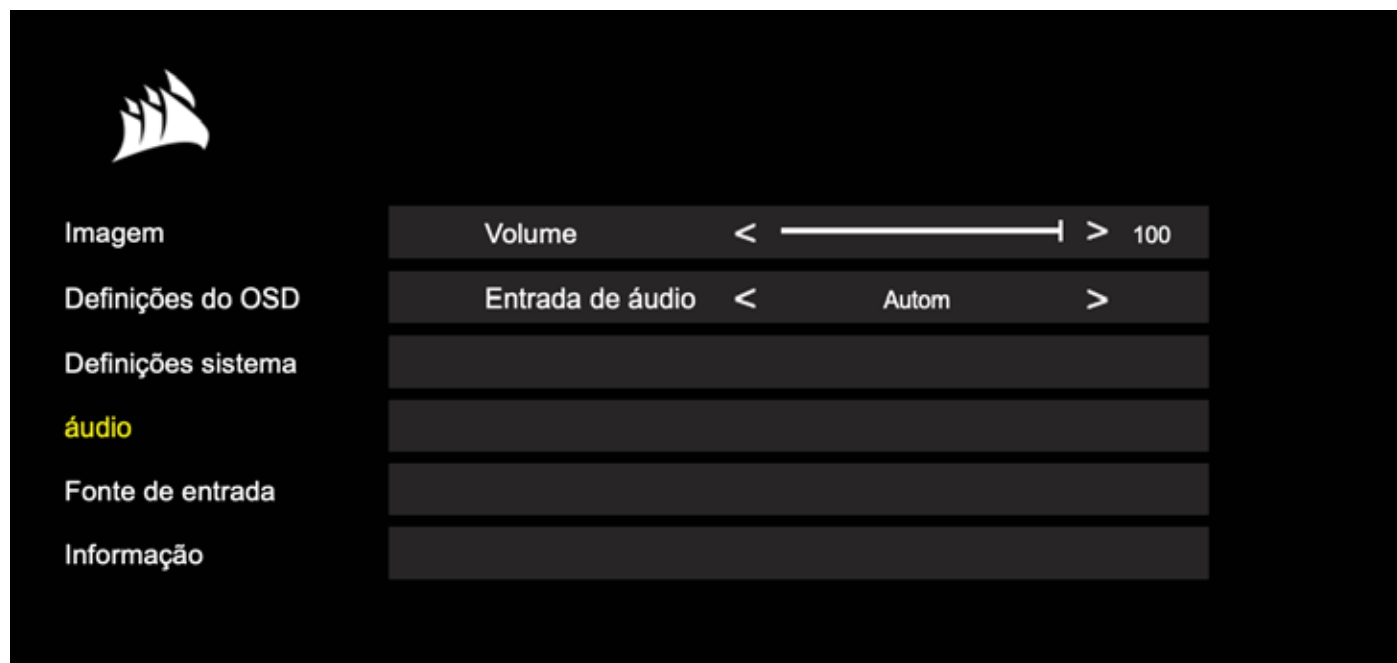 Imagem
Volume < > 100
Definições do OSD
Entrada de áudio < Autom >
Definições sistema
áudio
Fonte de entrada
Informação